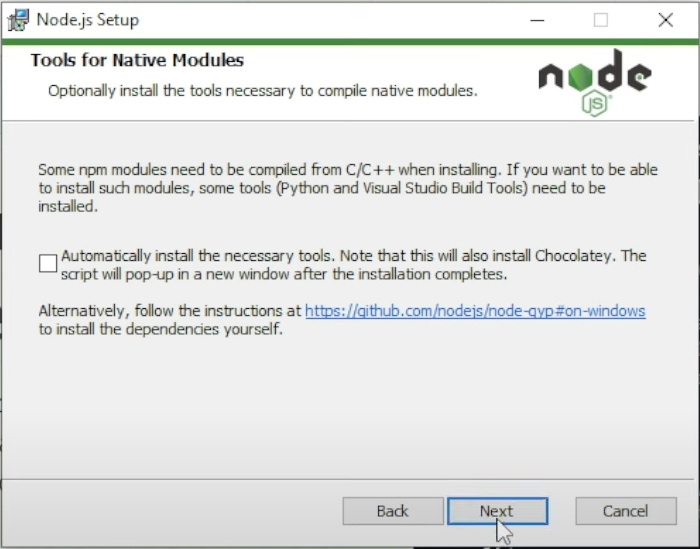 Node.js Setup
Tools for Native Modules
Optionally install the tools necessary to compile native modules.
node
JS
Some npm modules need to be compiled from C/C++ when installing. If you want to be able
to install such modules, some tools (Python and Visual Studio Build Tools) need to be
installed.
Automatically install the necessary tools. Note that this will also install Chocolatey. The
script will pop-up in a new window after the installation completes.
Alternatively, follow the instructions at https://github.com/nodejs/node-gyp#on-windows
to install the dependencies yourself.
Back Next Cancel